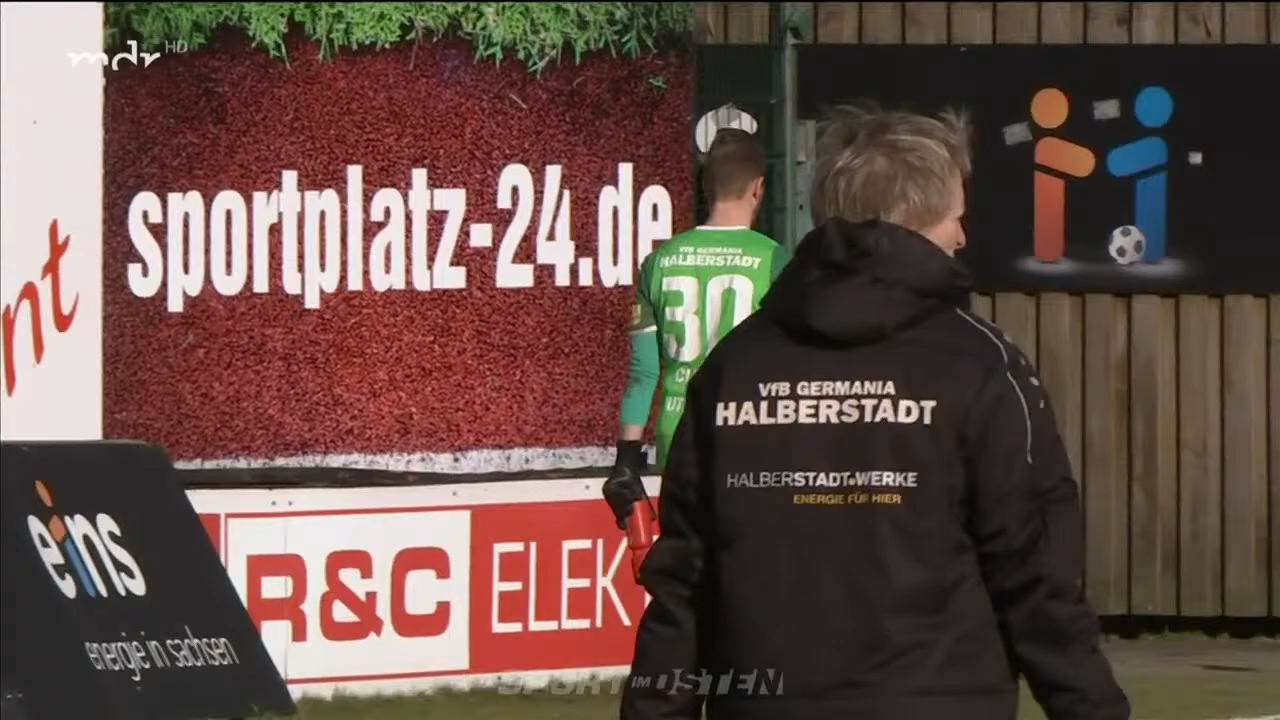 mdr HD
sportplatz-24.de
nt
VfB GERMANIA
HALBERSTADT
30
VfB GERMANIA
HALBERSTADT
HALBERSTADT.WERKE
ENERGIE FÜR HIER
eins
energie in sachsen
R&C ELEKT
SPORT IM OSTEN